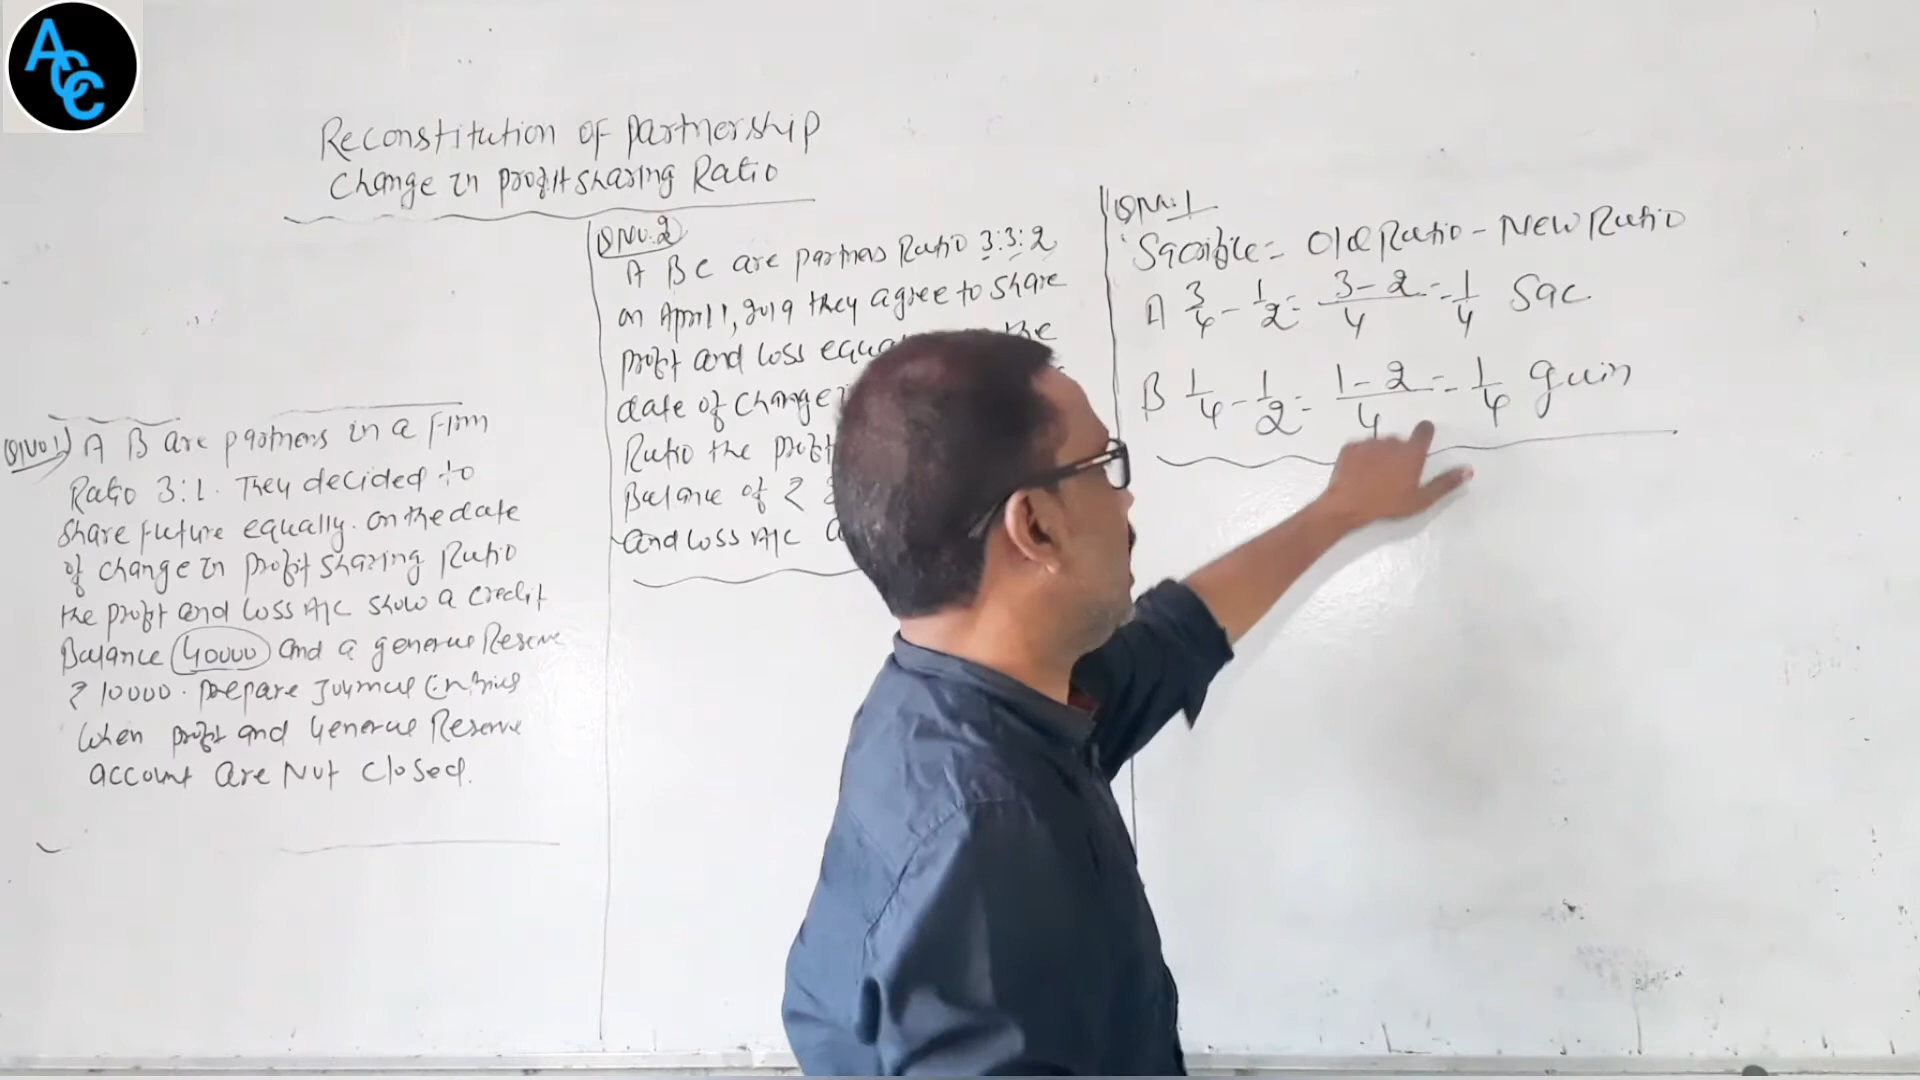 ACC
Reconstitution of partnership
Change in profit sharing Ratio
Q No.1) A B are partners in a Firm
Ratio 3:1. They decided to
share future equally. on the date
of change in profit sharing Ratio
the profit and Loss A/C show a credit
Balance 40000 and a general Reserve
₹ 10000. prepare Journal Entries
When profit and General Reserve
account are Not closed.
Q No.2
A B C are partners Ratio 3:3:2
on April 1, 2019 they agree to share
profit and loss
date of change
Ratio the
Balance of ₹
and Loss A/C
Q No.1
Sacrifice = Old Ratio - New Ratio
A 3/4 - 1/2 = 3-2/4 = 1/4 Sac
B 1/4 - 1/2 = 1-2/4 = 1/4 gain